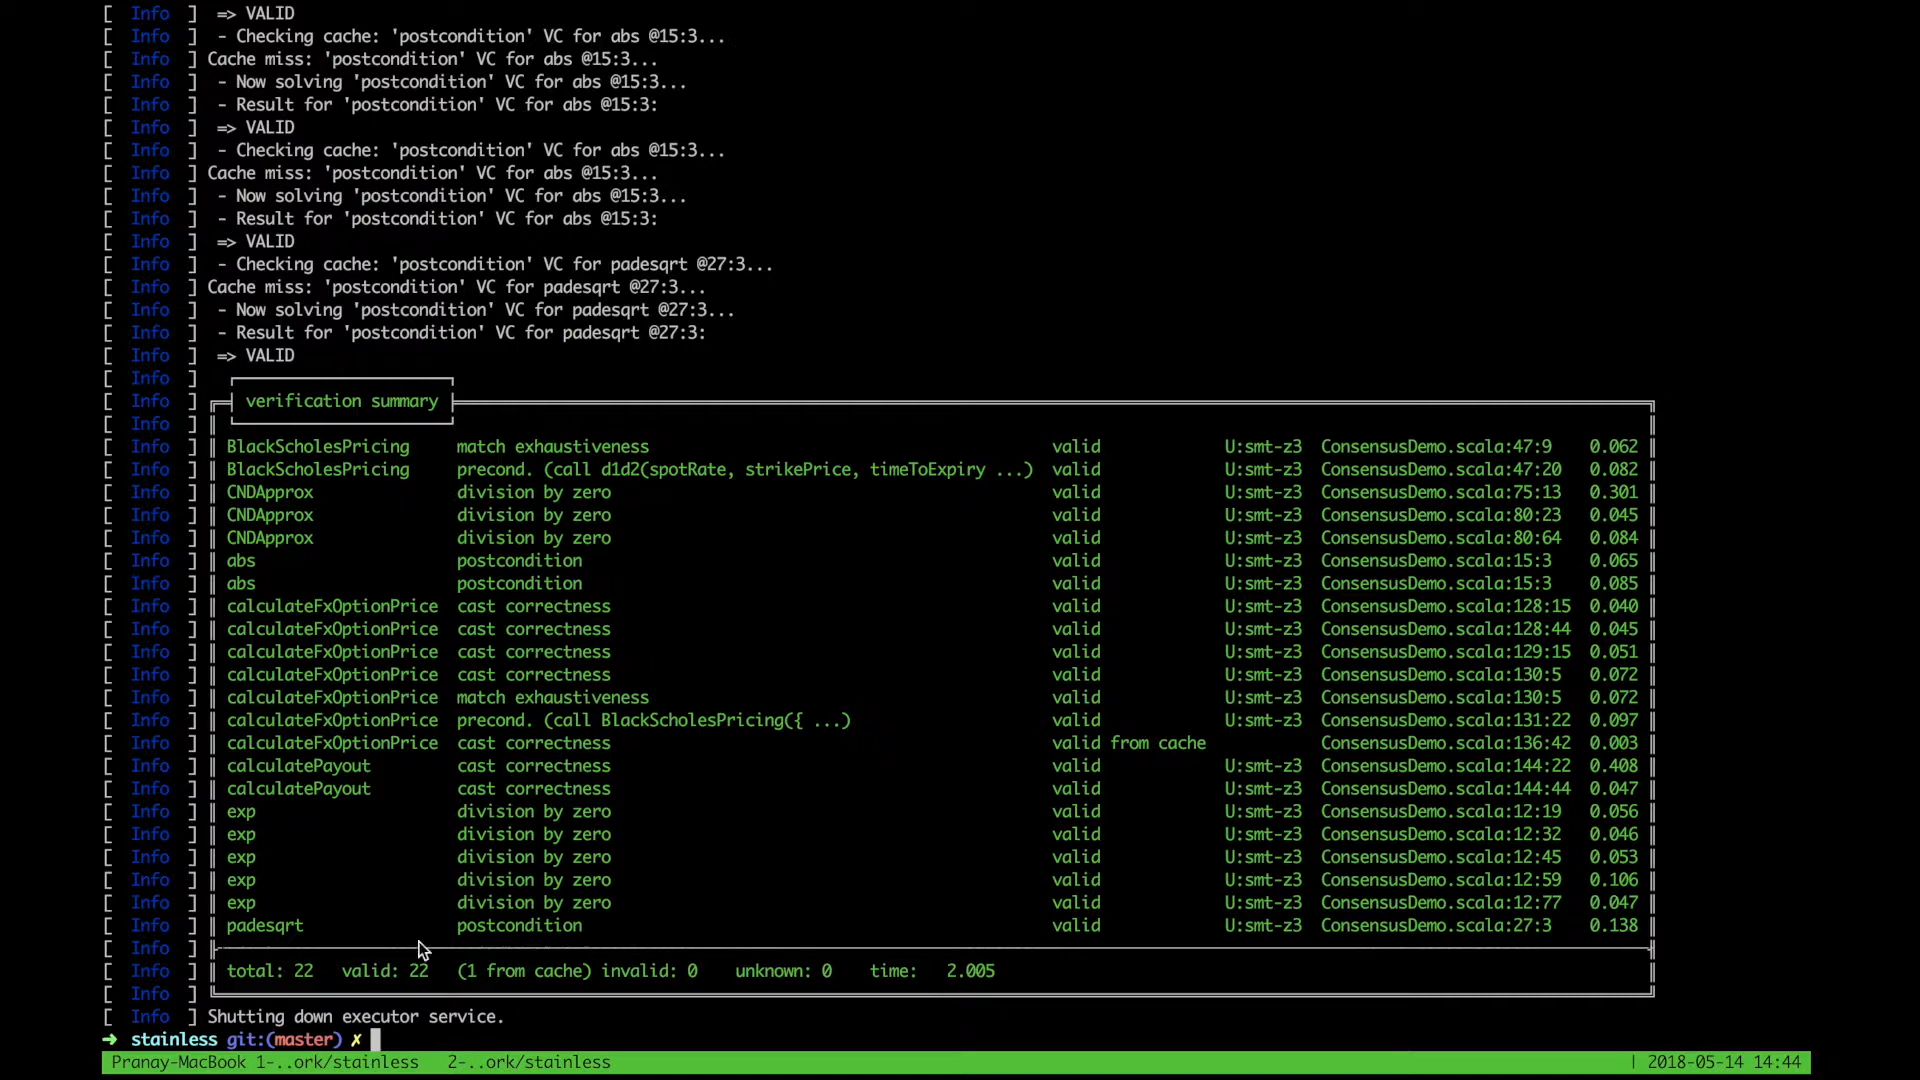 [ Info ] => VALID
[ Info ] - Checking cache: 'postcondition' VC for abs @15:3...
[ Info ] Cache miss: 'postcondition' VC for abs @15:3...
[ Info ] - Now solving 'postcondition' VC for abs @15:3...
[ Info ] - Result for 'postcondition' VC for abs @15:3:
[ Info ] => VALID
[ Info ] - Checking cache: 'postcondition' VC for abs @15:3...
[ Info ] Cache miss: 'postcondition' VC for abs @15:3...
[ Info ] - Now solving 'postcondition' VC for abs @15:3...
[ Info ] - Result for 'postcondition' VC for abs @15:3:
[ Info ] => VALID
[ Info ] - Checking cache: 'postcondition' VC for padesqrt @27:3...
[ Info ] Cache miss: 'postcondition' VC for padesqrt @27:3...
[ Info ] - Now solving 'postcondition' VC for padesqrt @27:3...
[ Info ] - Result for 'postcondition' VC for padesqrt @27:3:
[ Info ] => VALID
[ Info ]
[ Info ] verification summary
[ Info ]
[ Info ] BlackScholesPricing match exhaustiveness valid U:smt-z3 ConsensusDemo.scala:47:9 0.062
[ Info ] BlackScholesPricing precond. (call d1d2(spotRate, strikePrice, timeToExpiry ...) valid U:smt-z3 ConsensusDemo.scala:47:20 0.082
[ Info ] CNDApprox division by zero valid U:smt-z3 ConsensusDemo.scala:75:13 0.301
[ Info ] CNDApprox division by zero valid U:smt-z3 ConsensusDemo.scala:80:23 0.045
[ Info ] CNDApprox division by zero valid U:smt-z3 ConsensusDemo.scala:80:64 0.084
[ Info ] abs postcondition valid U:smt-z3 ConsensusDemo.scala:15:3 0.065
[ Info ] abs postcondition valid U:smt-z3 ConsensusDemo.scala:15:3 0.085
[ Info ] calculateFxOptionPrice cast correctness valid U:smt-z3 ConsensusDemo.scala:128:15 0.040
[ Info ] calculateFxOptionPrice cast correctness valid U:smt-z3 ConsensusDemo.scala:128:44 0.045
[ Info ] calculateFxOptionPrice cast correctness valid U:smt-z3 ConsensusDemo.scala:129:15 0.051
[ Info ] calculateFxOptionPrice cast correctness valid U:smt-z3 ConsensusDemo.scala:130:5 0.072
[ Info ] calculateFxOptionPrice match exhaustiveness valid U:smt-z3 ConsensusDemo.scala:130:5 0.072
[ Info ] calculateFxOptionPrice precond. (call BlackScholesPricing({ ...) valid U:smt-z3 ConsensusDemo.scala:131:22 0.097
[ Info ] calculateFxOptionPrice cast correctness valid from cache ConsensusDemo.scala:136:42 0.003
[ Info ] calculatePayout cast correctness valid U:smt-z3 ConsensusDemo.scala:144:22 0.408
[ Info ] calculatePayout cast correctness valid U:smt-z3 ConsensusDemo.scala:144:44 0.047
[ Info ] exp division by zero valid U:smt-z3 ConsensusDemo.scala:12:19 0.056
[ Info ] exp division by zero valid U:smt-z3 ConsensusDemo.scala:12:32 0.046
[ Info ] exp division by zero valid U:smt-z3 ConsensusDemo.scala:12:45 0.053
[ Info ] exp division by zero valid U:smt-z3 ConsensusDemo.scala:12:59 0.106
[ Info ] exp division by zero valid U:smt-z3 ConsensusDemo.scala:12:77 0.047
[ Info ] padesqrt postcondition valid U:smt-z3 ConsensusDemo.scala:27:3 0.138
[ Info ]
[ Info ] total: 22 valid: 22 (1 from cache) invalid: 0 unknown: 0 time: 2.005
[ Info ]
[ Info ] Shutting down executor service.
➜ stainless git:(master) ✗
Pranay-MacBook 1-..ork/stainless 2-..ork/stainless | 2018-05-14 14:44